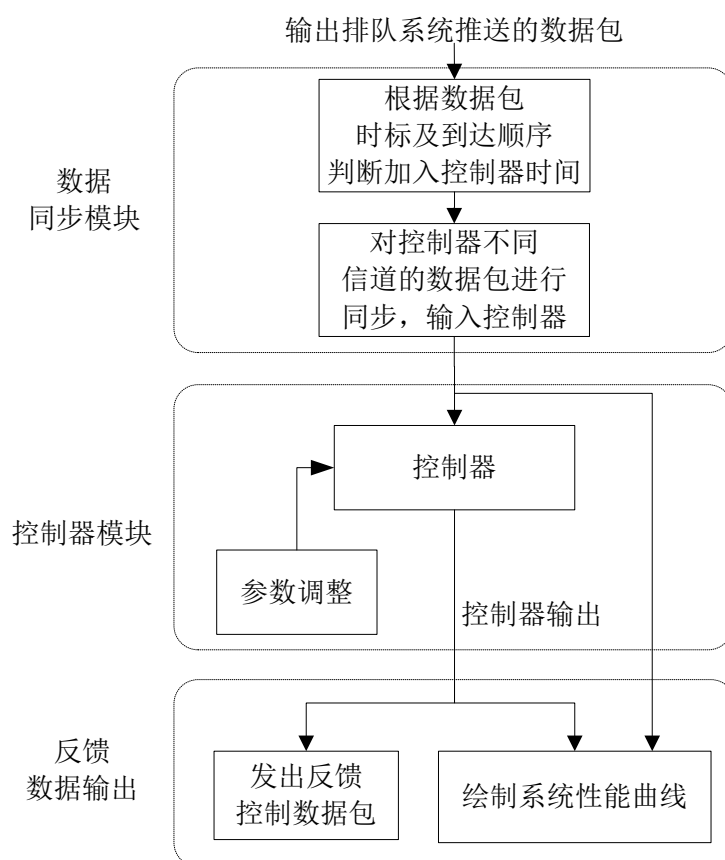 输出排队系统推送的数据包
根据数据包
时标及到达顺序
判断加入控制器时间
数据
同步模块
对控制器不同
信道的数据包进行
同步，输入控制器
控制器
控制器模块
参数调整
控制器输出
反馈
数据输出
发出反馈
控制数据包
绘制系统性能曲线